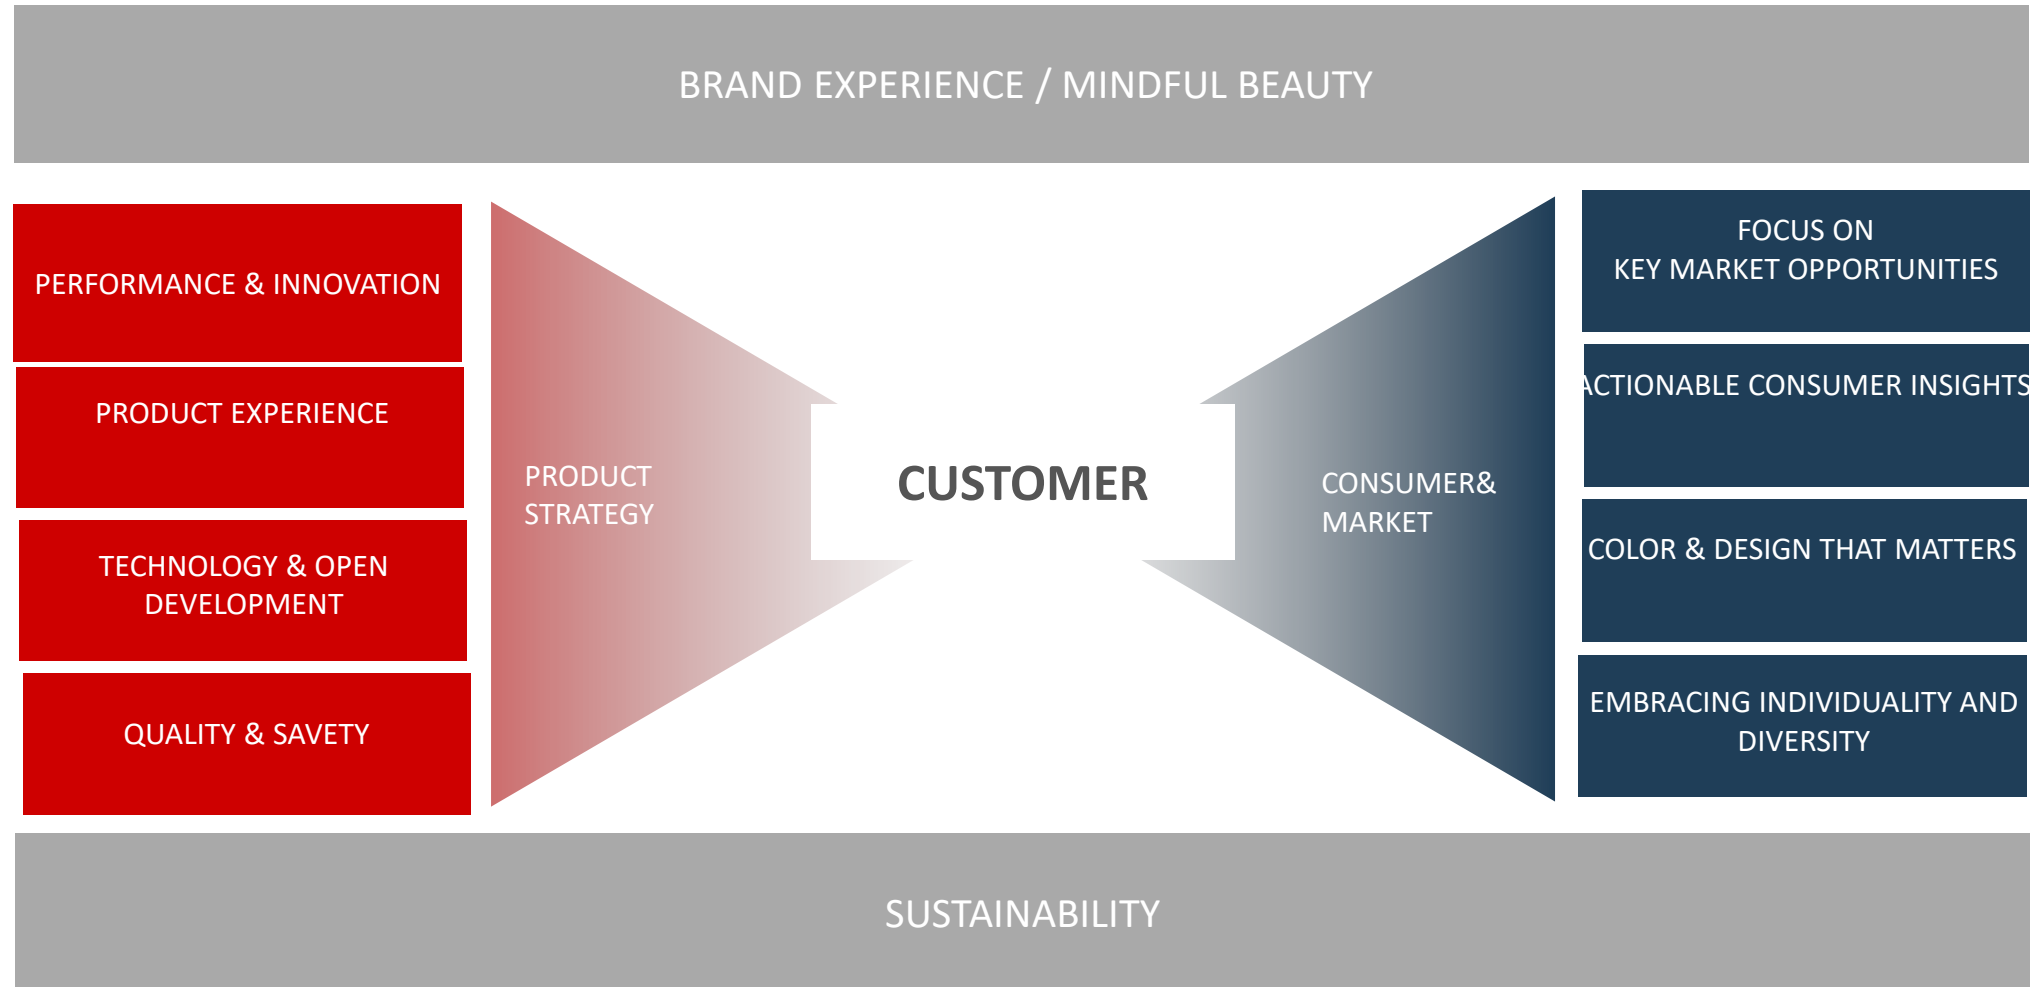 BRAND EXPERIENCE / MINDFUL BEAUTY
PERFORMANCE & INNOVATION
PRODUCT EXPERIENCE
TECHNOLOGY & OPEN
DEVELOPMENT
QUALITY & SAVETY
PRODUCT
STRATEGY
CUSTOMER
CONSUMER&
MARKET
FOCUS ON
KEY MARKET OPPORTUNITIES
ACTIONABLE CONSUMER INSIGHTS
COLOR & DESIGN THAT MATTERS
EMBRACING INDIVIDUALITY AND
DIVERSITY
SUSTAINABILITY